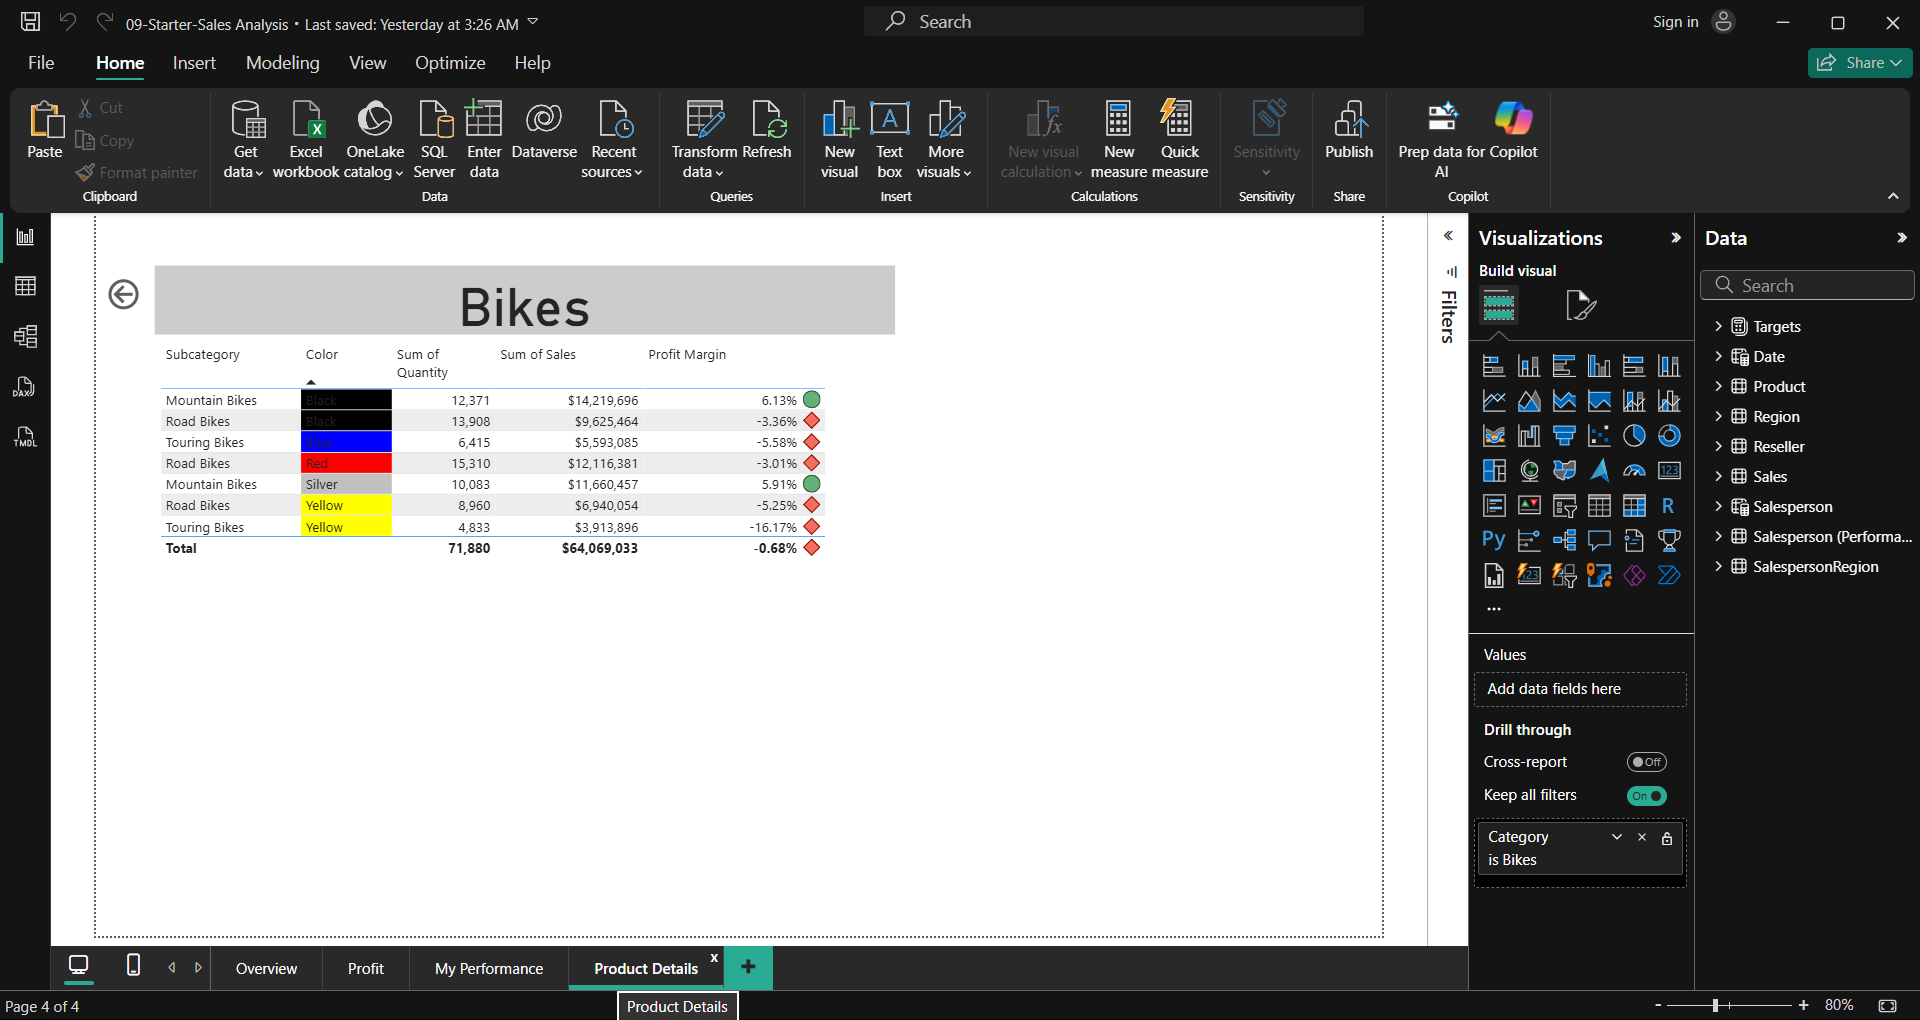 09-Starter-Sales Analysis • Last saved: Yesterday at 3:26 AM
Search
Sign in
File
Home
Insert
Modeling
View
Optimize
Help
Share
Paste
Cut
Copy
Format painter
Clipboard
Get data
Excel workbook
OneLake catalog
SQL Server
Enter data
Dataverse
Recent sources
Data
Transform data
Refresh
Queries
New visual
Text box
More visuals
Insert
New visual calculation
New measure
Quick measure
Calculations
Sensitivity
Sensitivity
Publish
Share
Prep data for AI
Copilot
Copilot
DAX
TMDL
Bikes
Subcategory Color Sum of Quantity Sum of Sales Profit Margin
Mountain Bikes Black 12,371 $14,219,696 6.13%
Road Bikes Black 13,908 $9,625,464 -3.36%
Touring Bikes Blue 6,415 $5,593,085 -5.58%
Road Bikes Red 15,310 $12,116,381 -3.01%
Mountain Bikes Silver 10,083 $11,660,457 5.91%
Road Bikes Yellow 8,960 $6,940,054 -5.25%
Touring Bikes Yellow 4,833 $3,913,896 -16.17%
Total 71,880 $64,069,033 -0.68%
Filters
Visualizations
Build visual
123
R
Py
123
...
Values
Add data fields here
Drill through
Cross-report
Off
Keep all filters
On
Category
is Bikes
Data
Search
Targets
Date
Product
Region
Reseller
Sales
Salesperson
Salesperson (Performa...
SalespersonRegion
Overview
Profit
My Performance
Product Details
x
+
Page 4 of 4
Product Details
- + 80%